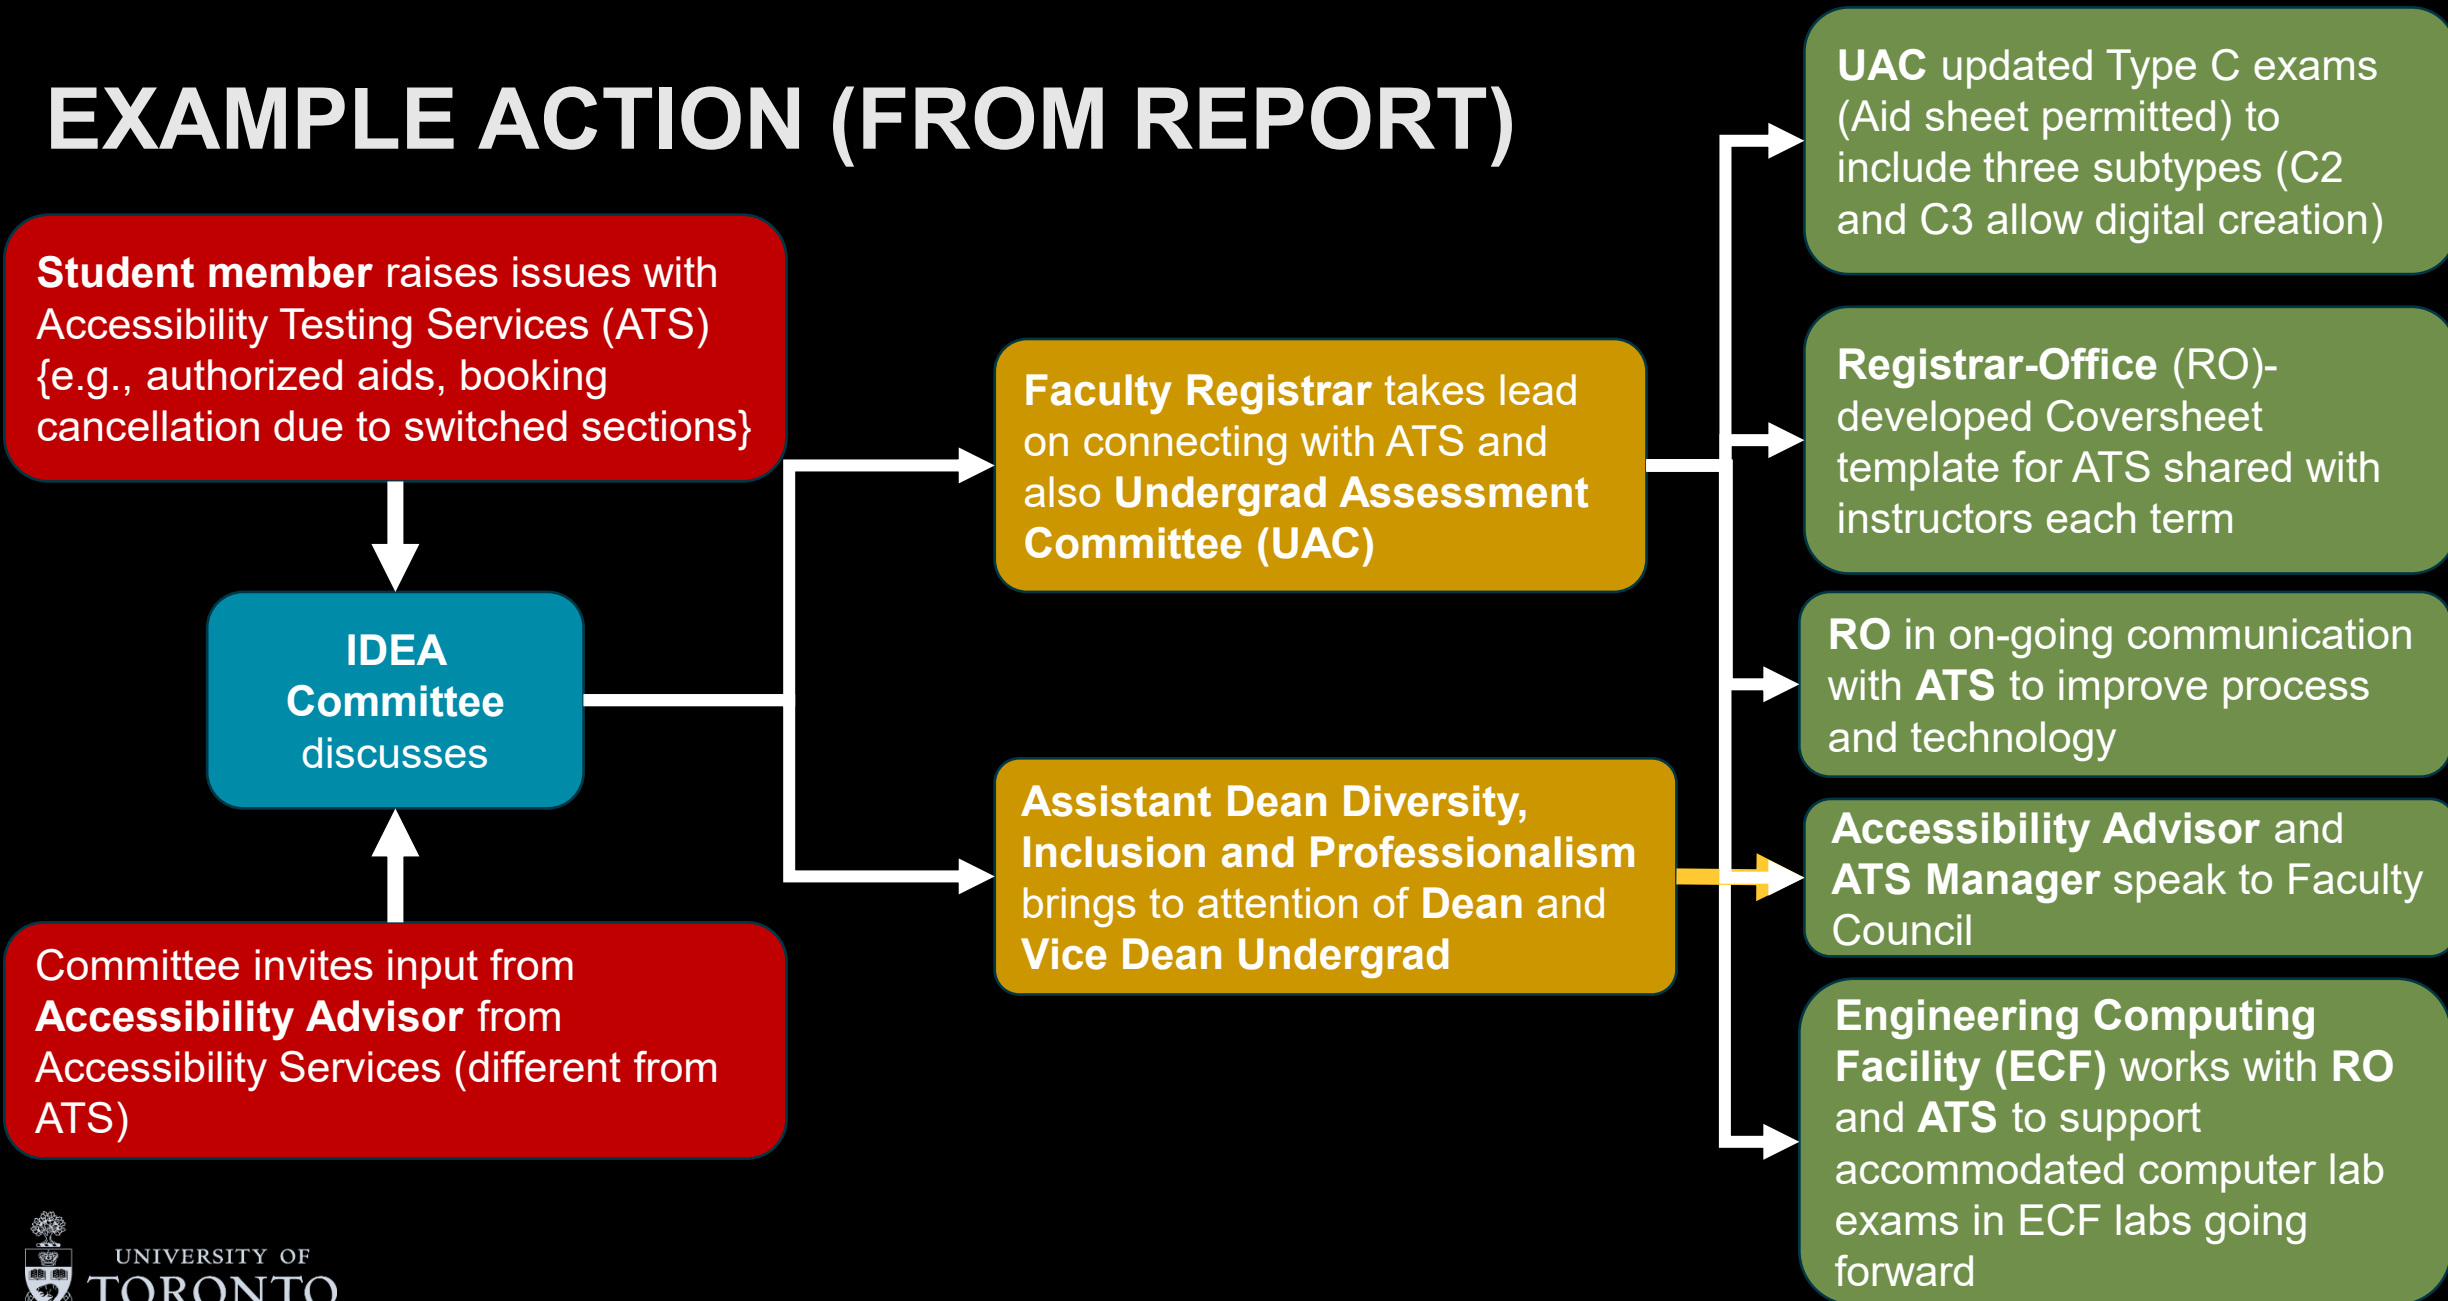 EXAMPLE ACTION (FROM REPORT)
Student member raises issues with
Accessibility Testing Services (ATS)
{e.g., authorized aids, booking
cancellation due to switched sections}
IDEA
Committee
discusses
Committee invites input from
Accessibility Advisor from
Accessibility Services (different from
ATS)
Faculty Registrar takes lead
on connecting with ATS and
also Undergrad Assessment
Committee (UAC)
Assistant Dean Diversity,
Inclusion and Professionalism
brings to attention of Dean and
Vice Dean Undergrad
UAC updated Type C exams
(Aid sheet permitted) to
include three subtypes (C2
and C3 allow digital creation)
Registrar-Office (RO)-
developed Coversheet
template for ATS shared with
instructors each term
RO in on-going communication
with ATS to improve process
and technology
Accessibility Advisor and
ATS Manager speak to Faculty
Council
Engineering Computing
Facility (ECF) works with RO
and ATS to support
accommodated computer lab
exams in ECF labs going
forward
UNIVERSITY OF
TORONTO